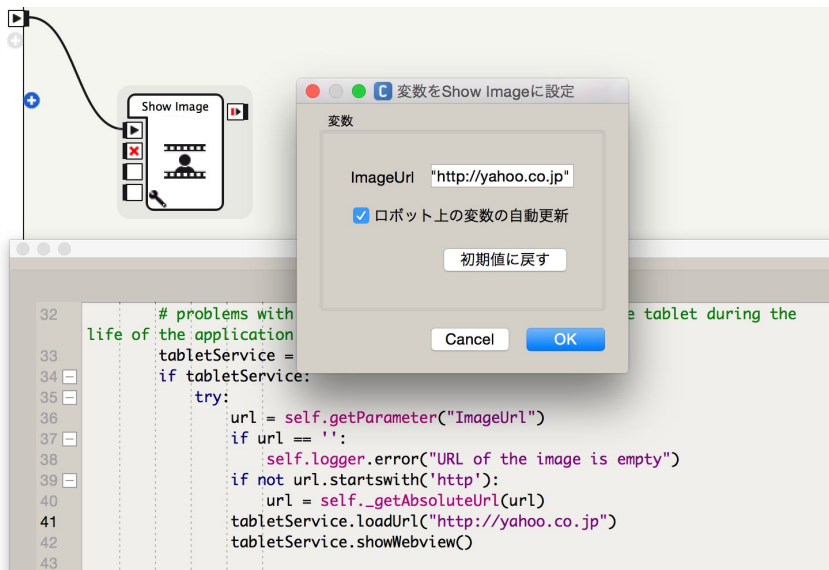 Show Image
変数をShow Imageに設定
変数
ImageUrl "http://yahoo.co.jp"
ロボット上の変数の自動更新
初期値に戻す
Cancel OK
32 # problems with e tablet during the
life of the application
33 tabletService =
34 if tabletService:
35 try:
36 url = self.getParameter("ImageUrl")
37 if url == '':
38 self.logger.error("URL of the image is empty")
39 if not url.startswith('http'):
40 url = self._getAbsoluteUrl(url)
41 tabletService.loadUrl("http://yahoo.co.jp")
42 tabletService.showWebview()
43